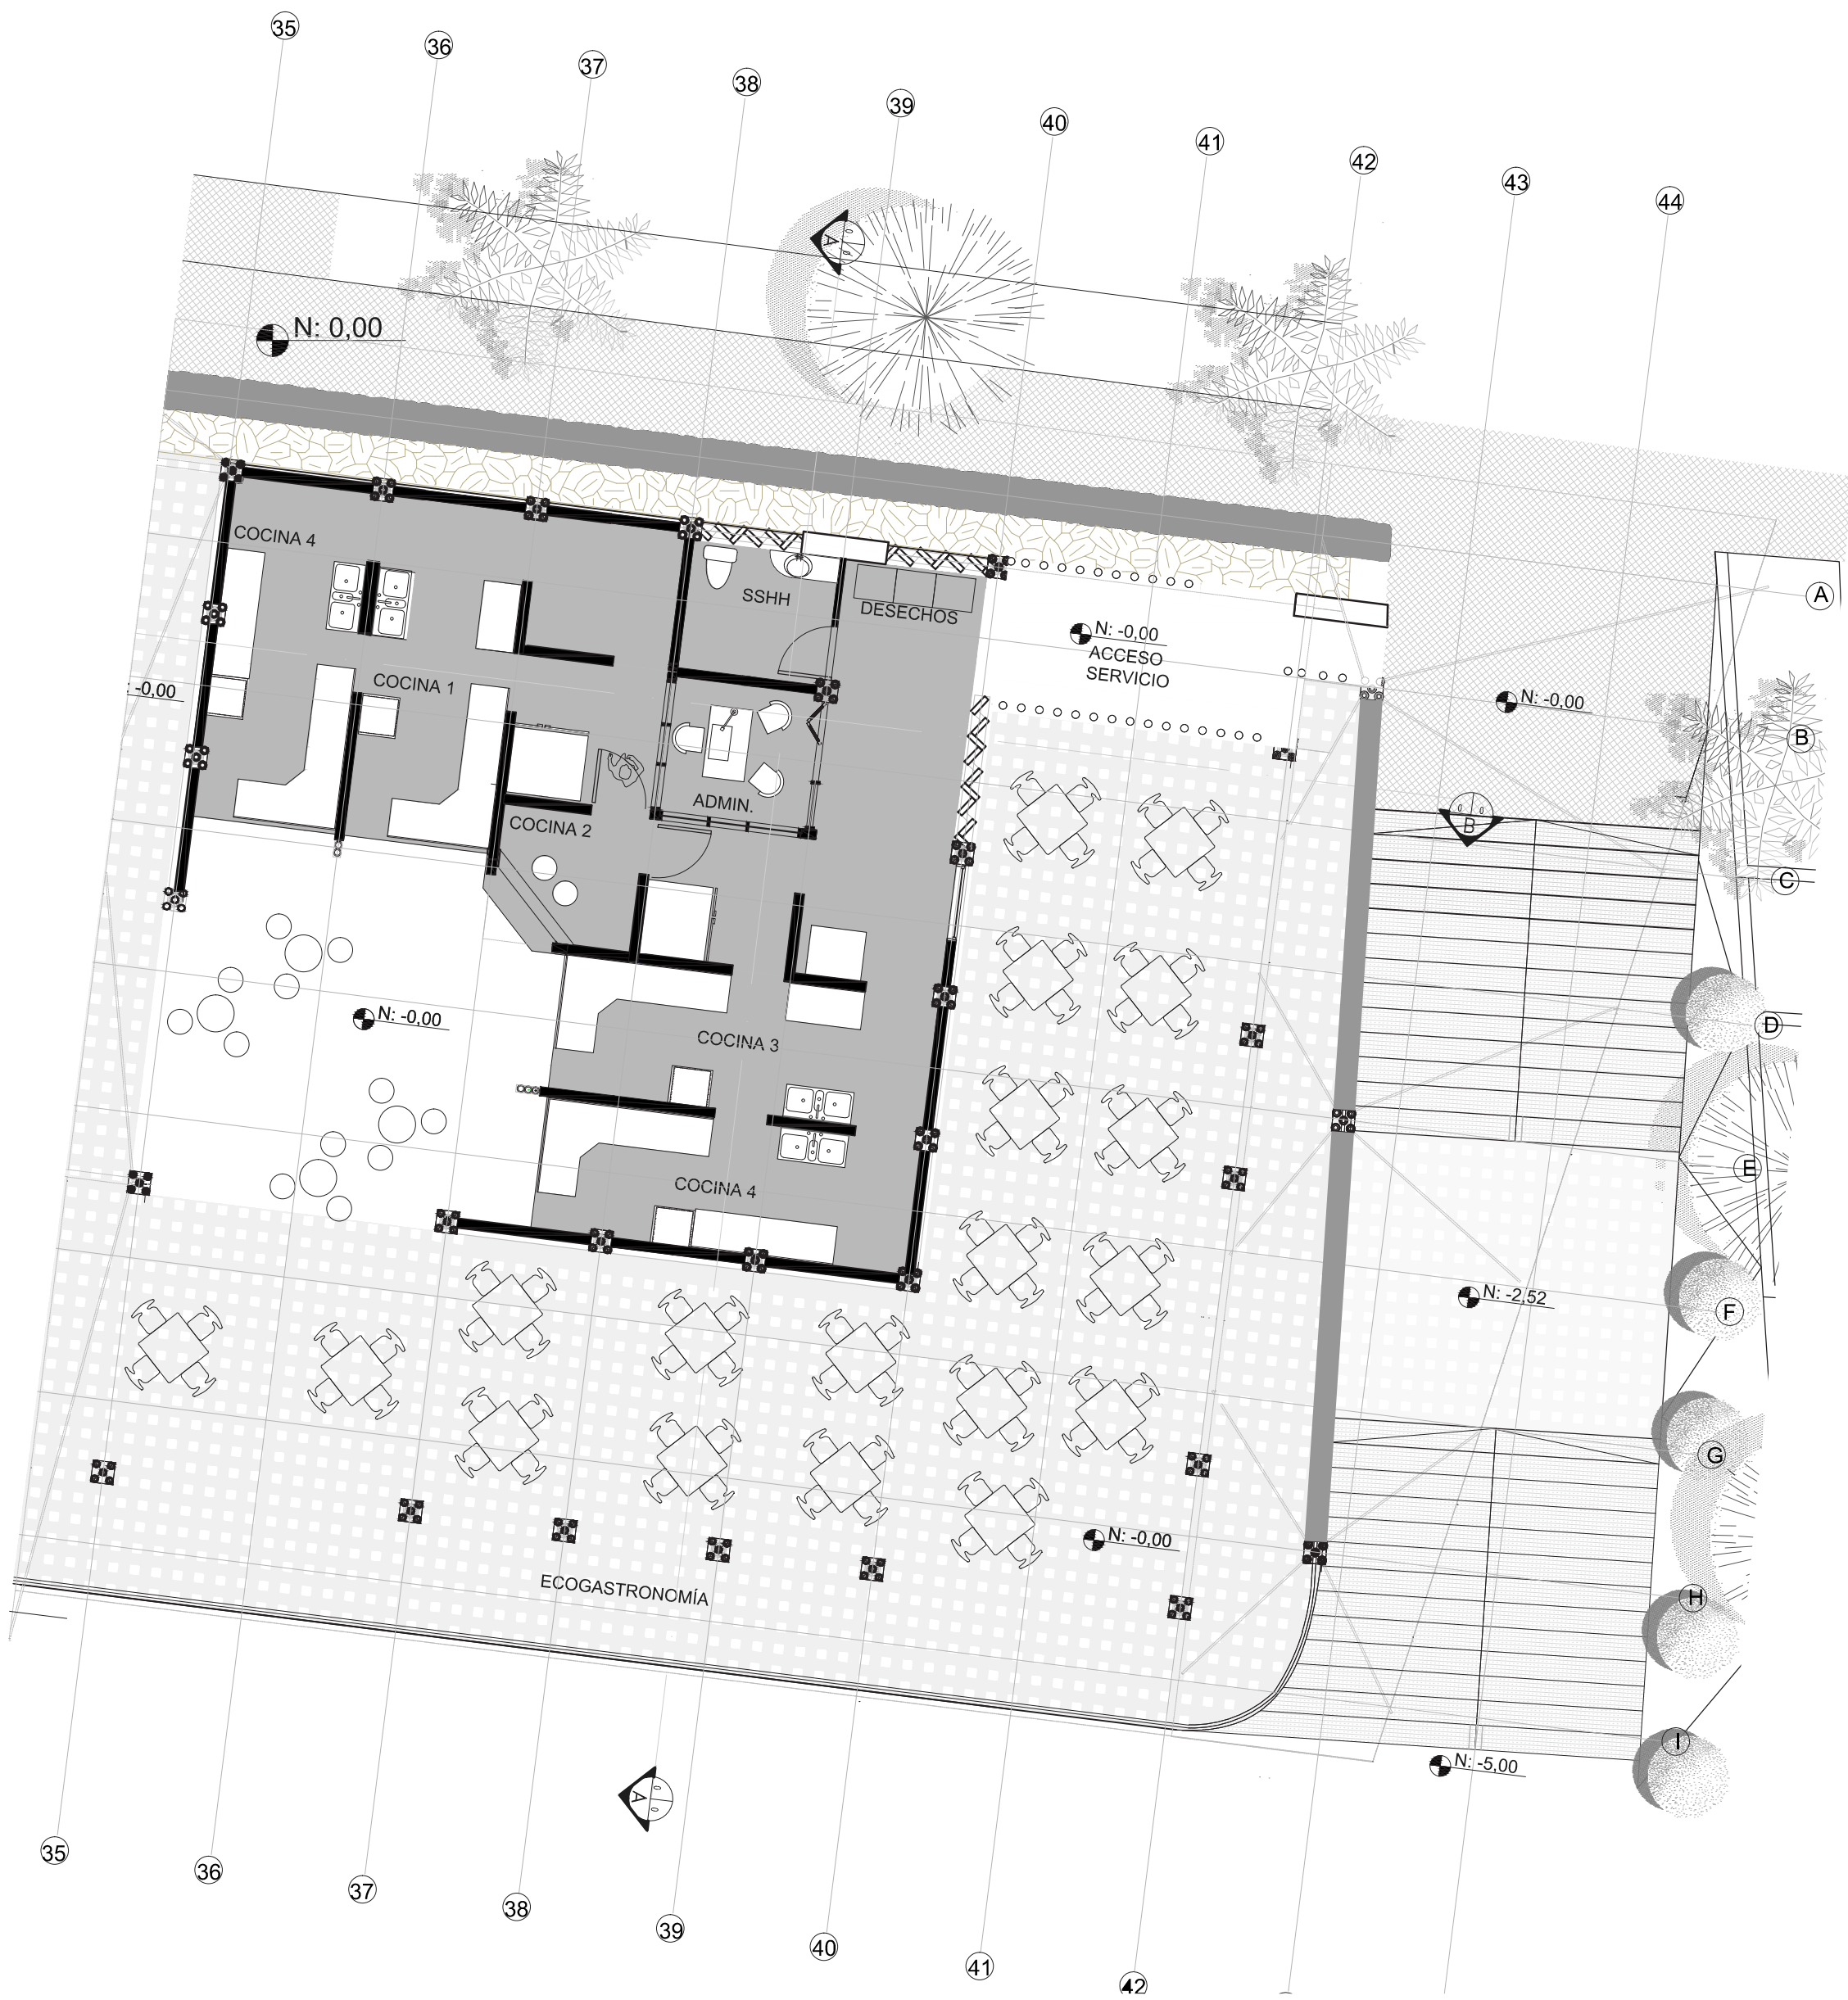 35
36
37
38
39
40
41
42
43
44
A
N: 0,00
COCINA 4
SSHH
DESECHOS
N: -0,00
ACCESO
SERVICIO
A
COCINA 1
: -0,00
N: -0,00
B
ADMIN.
COCINA 2
B
C
N: -0,00
D
COCINA 3
E
COCINA 4
N: -2,52
F
G
N: -0,00
ECOGASTRONOMÍA
H
I
N: -5,00
A
35
36
37
38
39
40
41
42